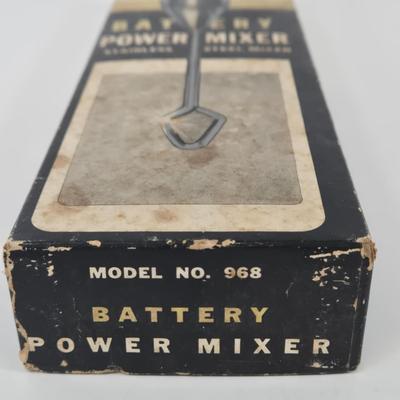 BATTERY
POWER MIXER
STAINLESS STEEL MIXER
MODEL NO. 968
BATTERY
POWER MIXER